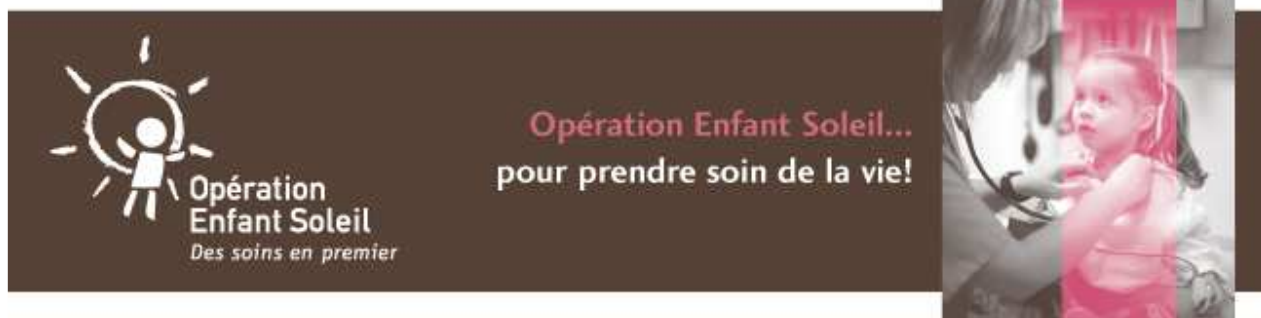 Opération
Enfant Soleil
Des soins en premier
Opération Enfant Soleil...
pour prendre soin de la vie!